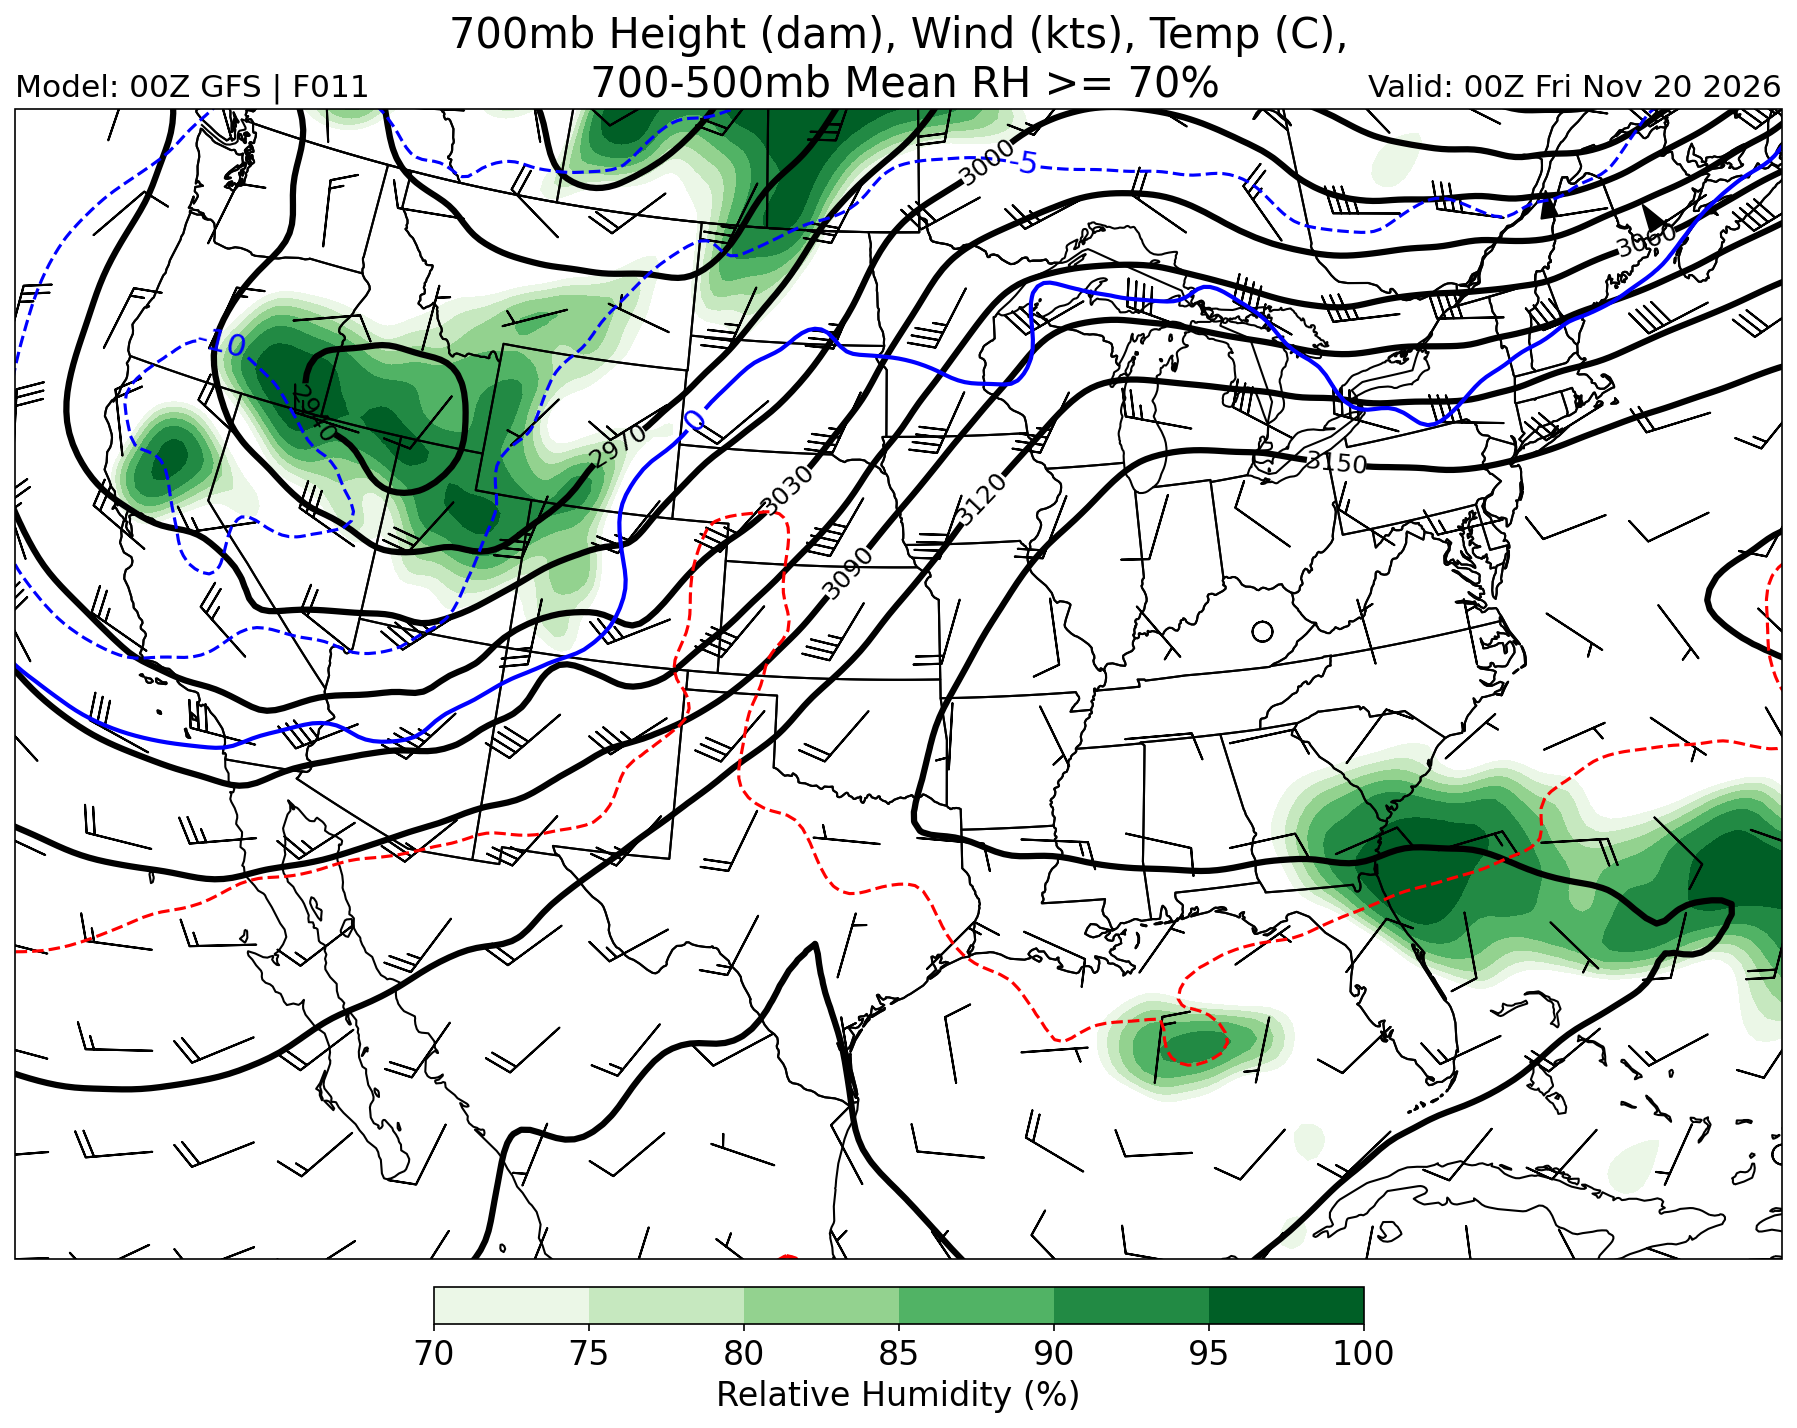 700mb Height (dam), Wind (kts), Temp (C),
Model: 00Z GFS | F011
700-500mb Mean RH >= 70%
Valid: 00Z Fri Nov 20 2026
3000
-5
3060
-10
2940
0
2970
3150
3030
3120
3090
70 75 80 85 90 95 100
Relative Humidity (%)